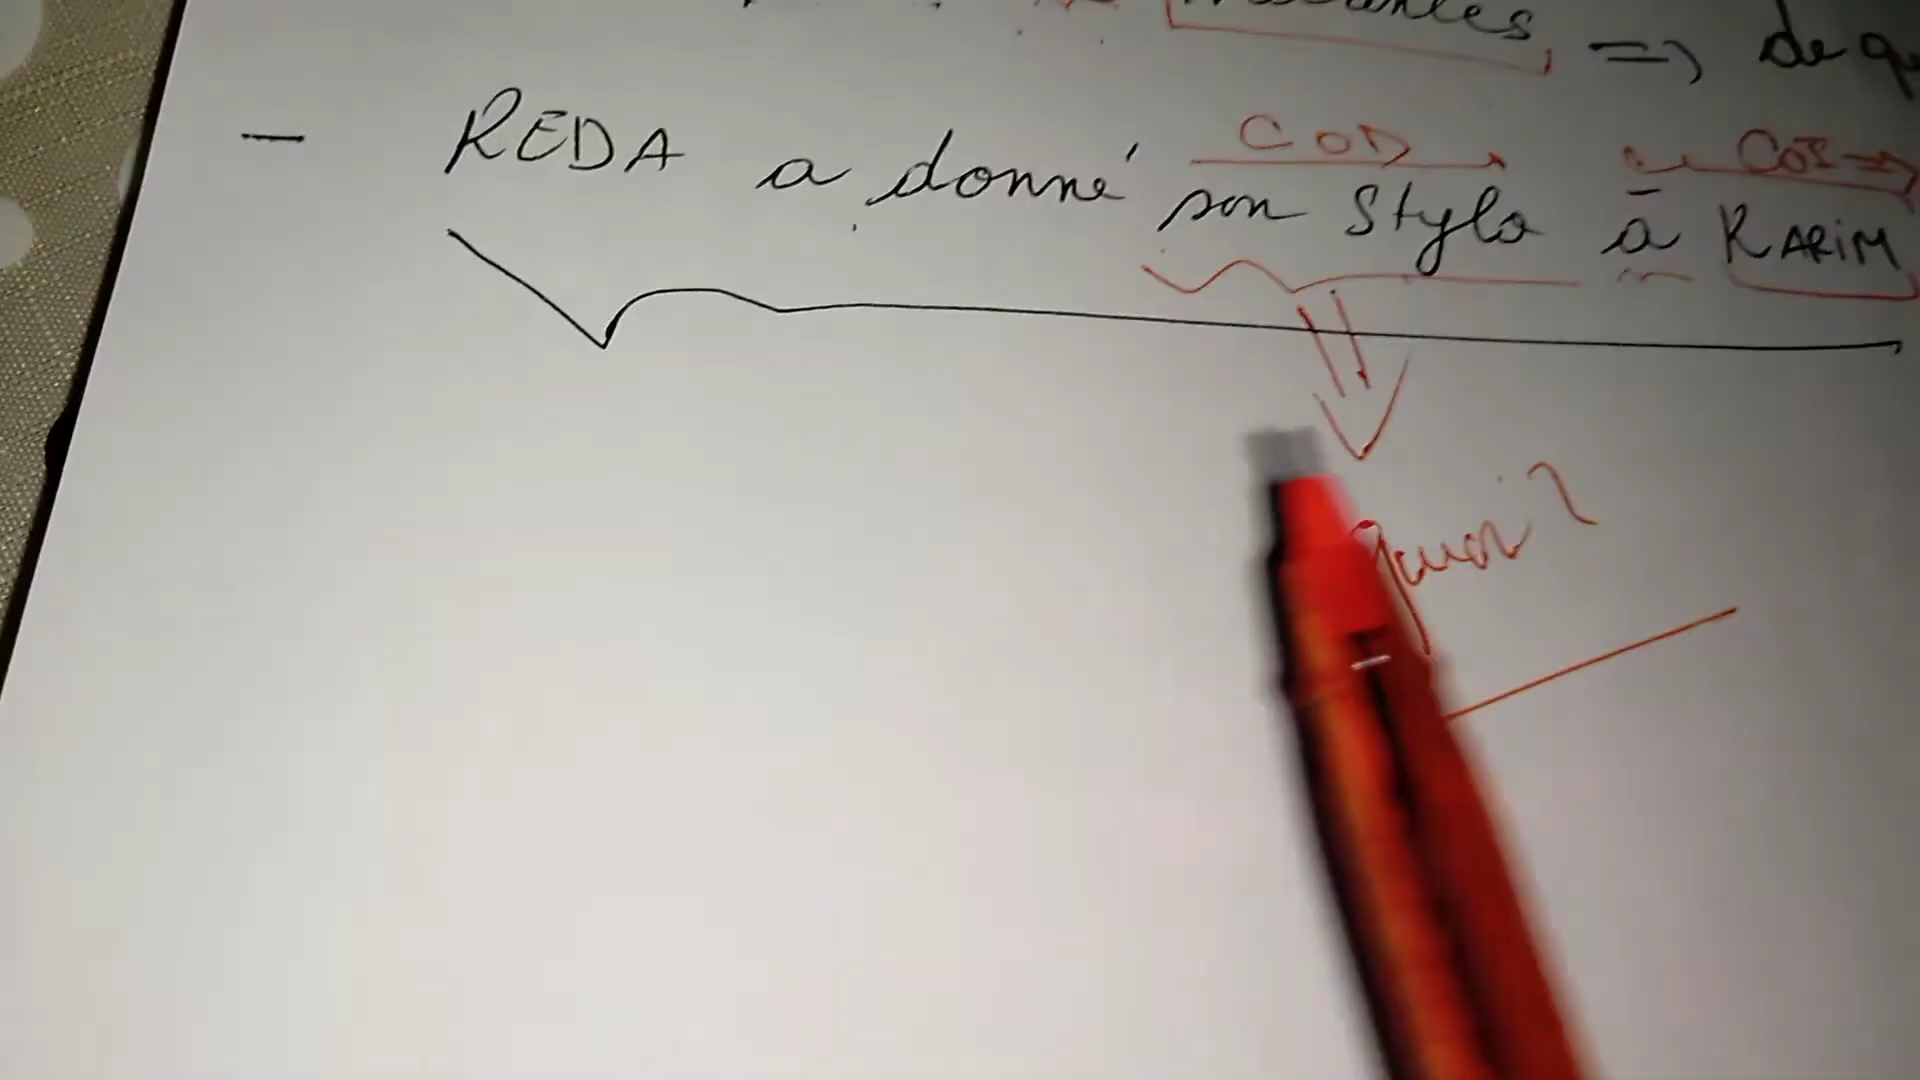 => de
COD COI =>
- REDA a donné son stylo à KARIM
quoi ?